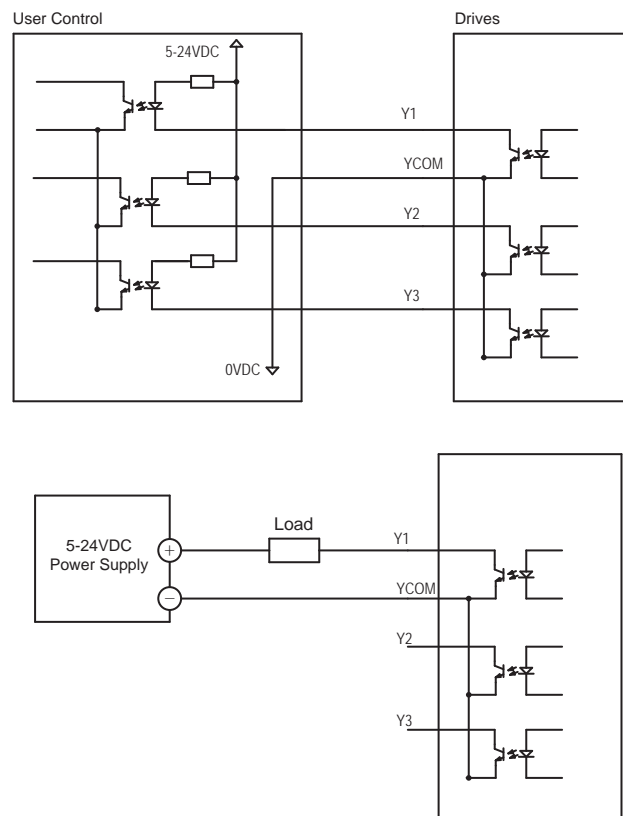 User Control
Drives
5-24VDC
Y1
YCOM
Y2
Y3
0VDC
5-24VDC
Power Supply
+
−
Load
Y1
YCOM
Y2
Y3